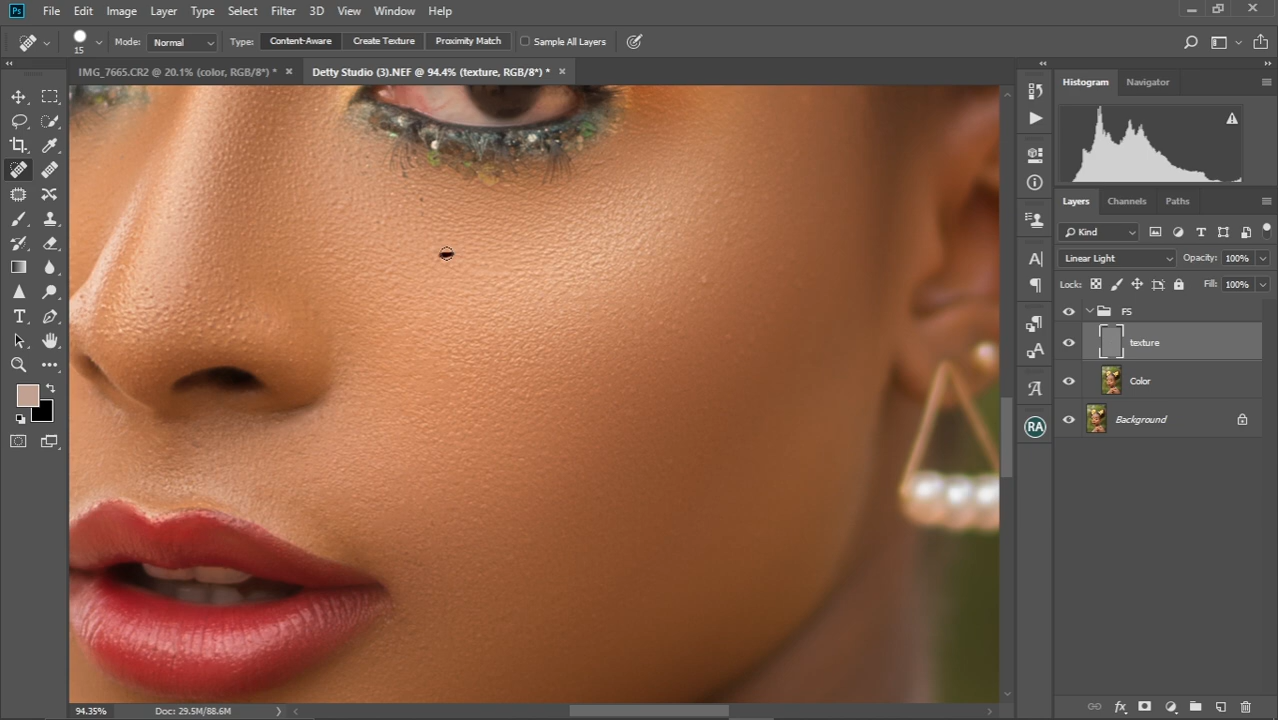 Ps File Edit Image Layer Type Select Filter 3D View Window Help
15 Mode: Normal Type: Content-Aware Create Texture Proximity Match Sample All Layers
IMG_7665.CR2 @ 20.1% (color, RGB/8*) * × Detty Studio (3).NEF @ 94.4% (texture, RGB/8*) * ×
Histogram Navigator
Layers Channels Paths
Kind
Linear Light Opacity: 100%
Lock: Fill: 100%
FS
texture
Color
Background
RA
94.35% Doc: 29.5M/88.6M